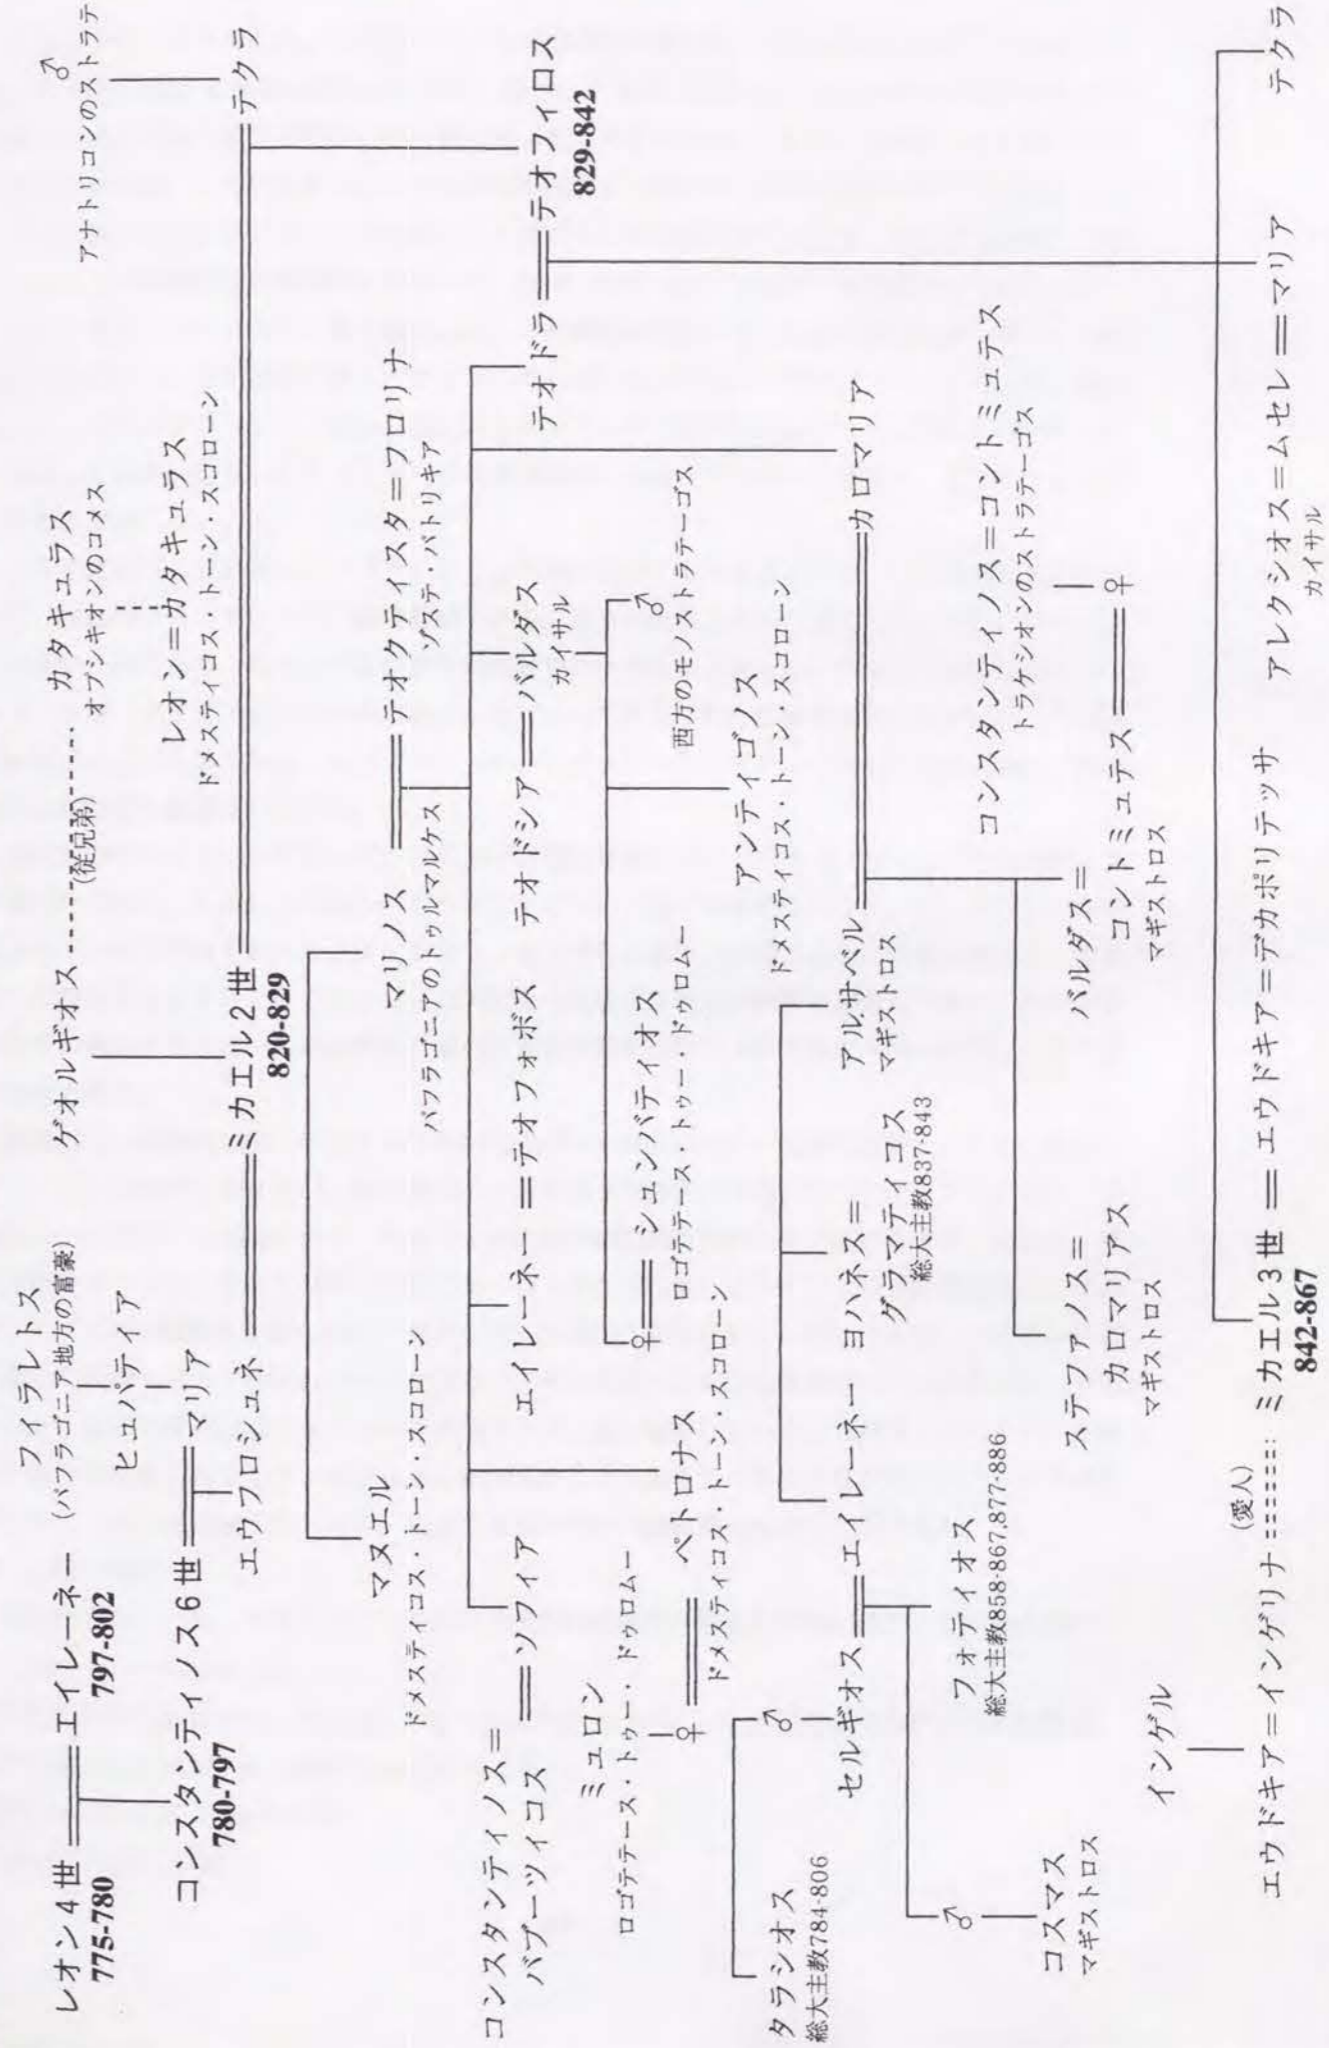 レオン4世
775-780
エイレーネー
797-802
フィラレトス
(パフラゴニア地方の富豪)
ヒュパティア
コンスタンティノス6世
780-797
マリア
エウフロシュネ
ゲオルギオス
(従兄弟)
カタキュラス
オプシキオンのコメス
レオン=カタキュラス
ドメスティコス・トーン・スコローン
アナトリコンのストラテ
♂
ミカエル2世
820-829
テクラ
マヌエル
ドメスティコス・トーン・スコローン
マリノス
パフラゴニアのトゥルマルケス
テオクティスタ=フロリナ
ゾステ・パトリキア
コンスタンティノス=
バブーツィコス
ソフィア
エイレーネー
テオフォボス
テオドシア
バルダス
カイサル
テオドラ
テオフィロス
829-842
ミュロン
ロゴテテース・トゥー・ドゥロムー
♀
ペトロナス
ドメスティコス・トーン・スコローン
♀
シュンバティオス
ロゴテテース・トゥー・ドゥロムー
♂
西方のモノストラテーゴス
アンティゴノス
ドメスティコス・トーン・スコローン
タラシオス
総大主教784-806
♂
セルギオス
エイレーネー
ヨハネス=
グラマティコス
総大主教837-843
アルサベル
マギストロス
カロマリア
フォティオス
総大主教858-867,877-886
♂
コスマス
マギストロス
ステファノス=
カロマリアス
マギストロス
バルダス=
コントミュテス
マギストロス
コンスタンティノス=コントミュテス
トラケシオンのストラテーゴス
♀
インゲル
エウドキア=インゲリナ
(愛人)
ミカエル3世
842-867
エウドキア=デカポリテッサ
アレクシオス=ムセレ
カイサル
マリア
テクラ